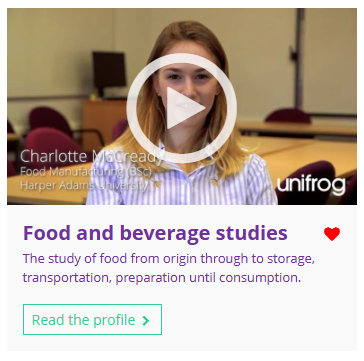 Charlotte McCready
Food Manufacturing (BSc)
Harper Adams University
unifrog
Food and beverage studies
The study of food from origin through to storage,
transportation, preparation until consumption.
Read the profile